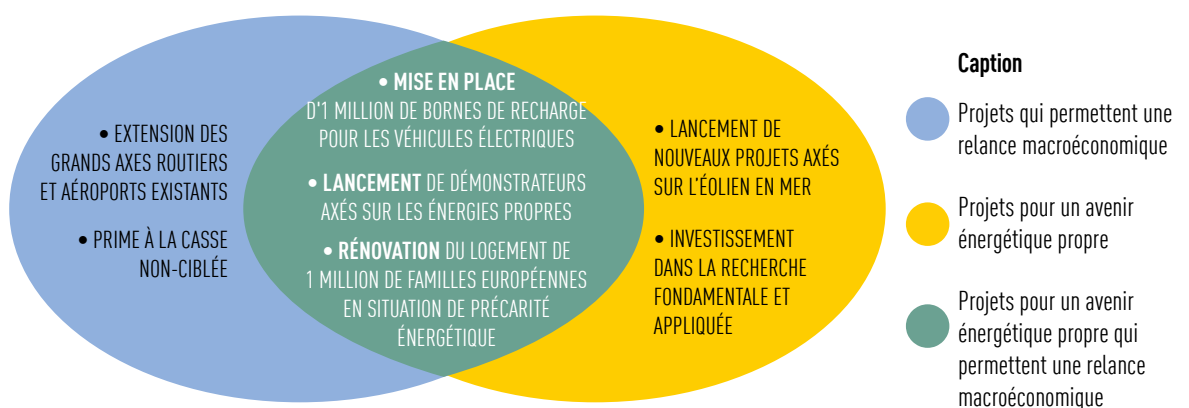 • EXTENSION DES
GRANDS AXES ROUTIERS
ET AÉROPORTS EXISTANTS
• PRIME À LA CASSE
NON-CIBLÉE
• MISE EN PLACE
D'1 MILLION DE BORNES DE RECHARGE
POUR LES VÉHICULES ÉLECTRIQUES
• LANCEMENT DE DÉMONSTRATEURS
AXÉS SUR LES ÉNERGIES PROPRES
• RÉNOVATION DU LOGEMENT DE
1 MILLION DE FAMILLES EUROPÉENNES
EN SITUATION DE PRÉCARITÉ
ÉNERGÉTIQUE
• LANCEMENT DE
NOUVEAUX PROJETS AXÉS
SUR L'ÉOLIEN EN MER
• INVESTISSEMENT
DANS LA RECHERCHE
FONDAMENTALE ET
APPLIQUÉE
Caption
Projets qui permettent une
relance macroéconomique
Projets pour un avenir
énergétique propre
Projets pour un avenir
énergétique propre qui
permettent une relance
macroéconomique